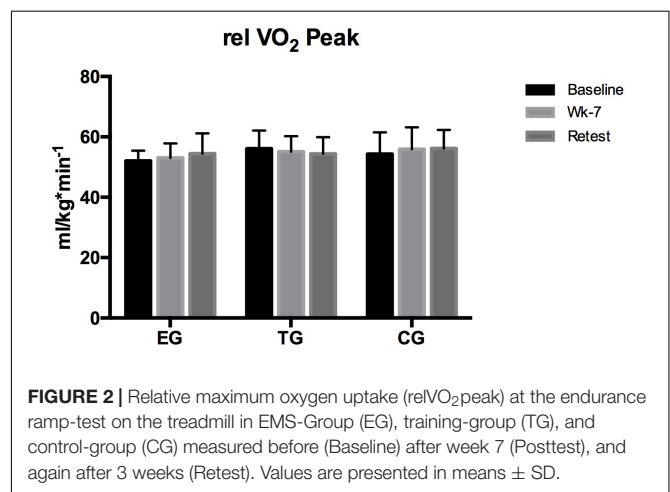 rel VO₂ Peak
80
60
40
20
0
ml/kg*min⁻¹
EG
TG
CG
Baseline
Wk-7
Retest
FIGURE 2 | Relative maximum oxygen uptake (relVO₂peak) at the endurance
ramp-test on the treadmill in EMS-Group (EG), training-group (TG), and
control-group (CG) measured before (Baseline) after week 7 (Posttest), and
again after 3 weeks (Retest). Values are presented in means ± SD.